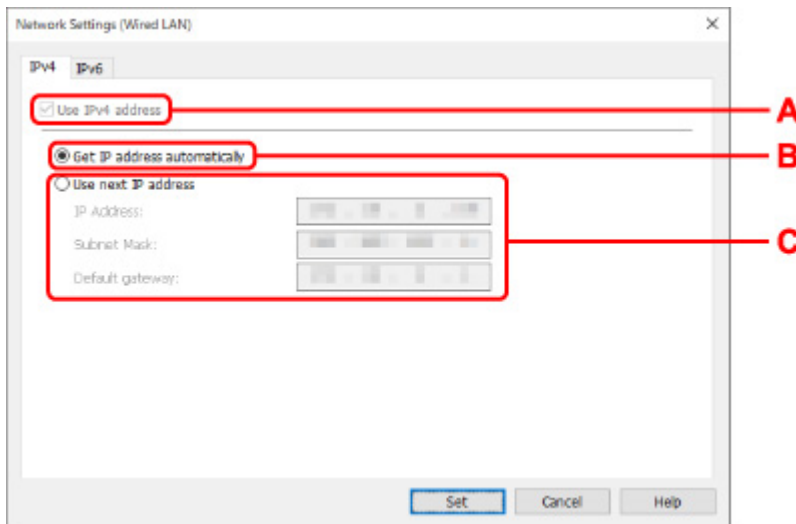 Network Settings (Wired LAN)
IPv4 IPv6
Use IPv4 address A
Get IP address automatically B
Use next IP address
IP Address:
Subnet Mask: C
Default gateway:
Set Cancel Help